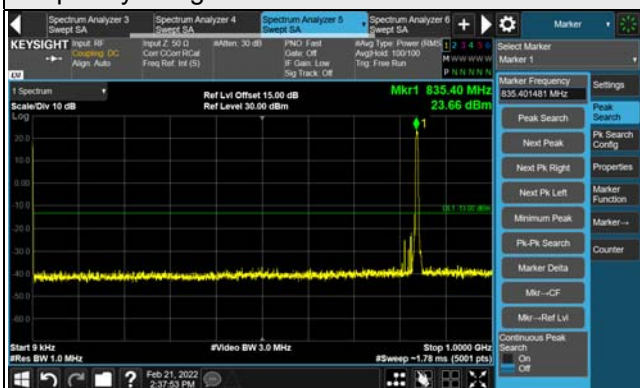 Spectrum Analyzer 3
Swept SA
Spectrum Analyzer 4
Swept SA
Spectrum Analyzer 5
Swept SA
Spectrum Analyzer 6
Swept SA
+
Marker
KEYSIGHT
Input: RF
Coupling: DC
Align: Auto
Input Z: 50 Ω
Corr CCorr RCal
Freq Ref: Int (S)
#Atten: 30 dB
PNO: Fast
Gate: Off
IF Gain: Low
Sig Track: Off
#Avg Type: Power (RMS)
Avg|Hold: 100/100
Trig: Free Run
1 2 3 4 5 6
M W W W W W
P N N N N N
Select Marker
Marker 1
1 Spectrum
Scale/Div 10 dB
Log
Ref Lvl Offset 15.00 dB
Ref Level 30.00 dBm
Mkr1 835.40 MHz
23.66 dBm
1
20.0
10.0
0.00
-10.0
-20.0
-30.0
-40.0
-50.0
-60.0
DL1 -13.00 dBm
Start 9 kHz
#Res BW 1.0 MHz
#Video BW 3.0 MHz
Stop 1.0000 GHz
#Sweep ~1.78 ms (5001 pts)
Marker Frequency
835.401481 MHz
Peak Search
Next Peak
Next Pk Right
Next Pk Left
Minimum Peak
Pk-Pk Search
Marker Delta
Mkr→CF
Mkr→Ref Lvl
Continuous Peak
Search
On
Off
Settings
Peak
Search
Pk Search
Config
Properties
Marker
Function
Marker→
Counter
?
Feb 21, 2022
2:37:53 PM